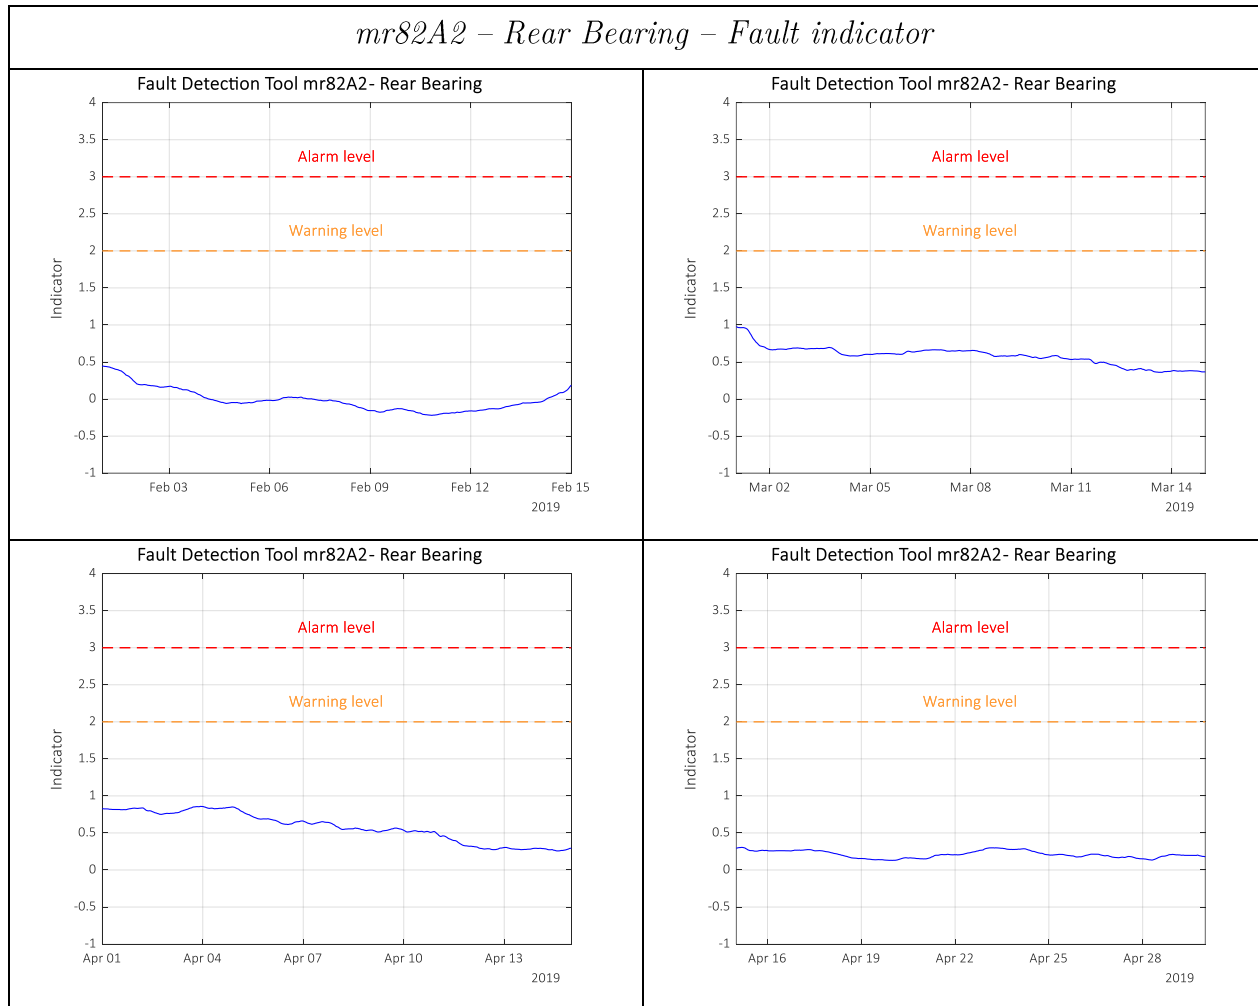 mr82A2 – Rear Bearing – Fault indicator
Fault Detection Tool mr82A2- Rear Bearing
4
3.5
Alarm level
3
2.5
Warning level
2
1.5
1
0.5
0
-0.5
-1
Indicator
Feb 03 Feb 06 Feb 09 Feb 12 Feb 15
2019
Fault Detection Tool mr82A2- Rear Bearing
4
3.5
Alarm level
3
2.5
Warning level
2
1.5
1
0.5
0
-0.5
-1
Indicator
Mar 02 Mar 05 Mar 08 Mar 11 Mar 14
2019
Fault Detection Tool mr82A2- Rear Bearing
4
3.5
Alarm level
3
2.5
Warning level
2
1.5
1
0.5
0
-0.5
-1
Indicator
Apr 01 Apr 04 Apr 07 Apr 10 Apr 13
2019
Fault Detection Tool mr82A2- Rear Bearing
4
3.5
Alarm level
3
2.5
Warning level
2
1.5
1
0.5
0
-0.5
-1
Indicator
Apr 16 Apr 19 Apr 22 Apr 25 Apr 28
2019